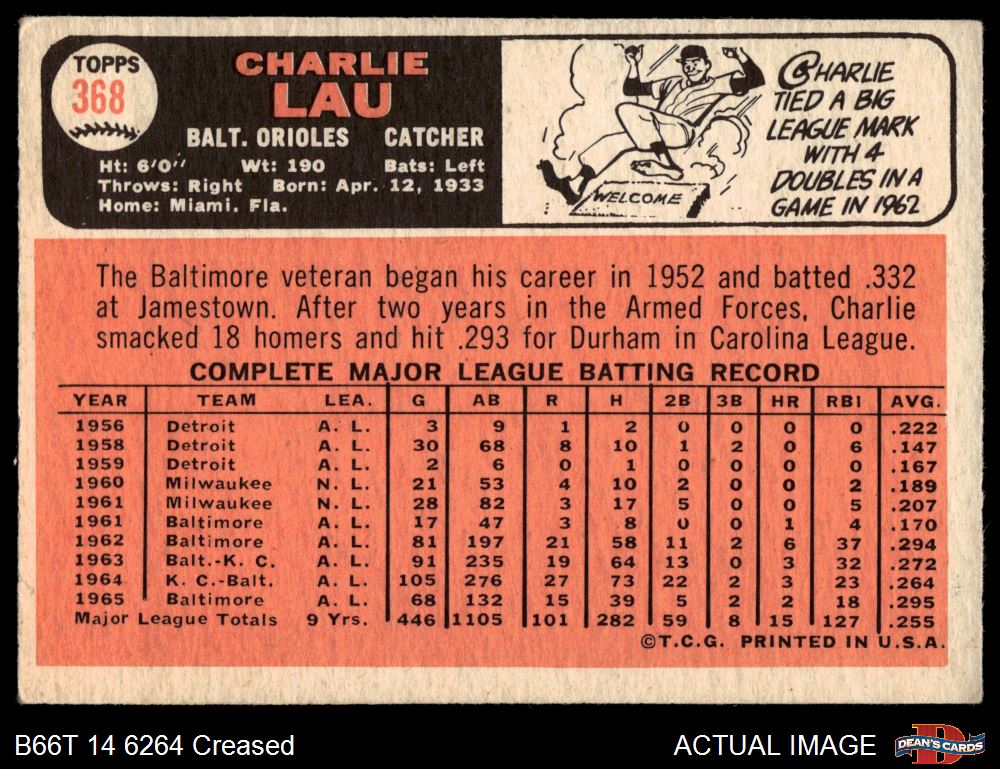 TOPPS
368
CHARLIE
LAU
BALT. ORIOLES CATCHER
Ht: 6'0" Wt: 190 Bats: Left
Throws: Right Born: Apr. 12, 1933
Home: Miami, Fla.
WELCOME
CHARLIE
TIED A BIG
LEAGUE MARK
WITH 4
DOUBLES IN A
GAME IN 1962
The Baltimore veteran began his career in 1952 and batted .332
at Jamestown. After two years in the Armed Forces, Charlie
smacked 18 homers and hit .293 for Durham in Carolina League.
COMPLETE MAJOR LEAGUE BATTING RECORD
YEAR TEAM LEA. G AB R H 2B 3B HR RBI AVG.
1956 Detroit A. L. 3 9 1 2 0 0 0 0 .222
1958 Detroit A. L. 30 68 8 10 1 2 0 6 .147
1959 Detroit A. L. 2 6 0 1 0 0 0 0 .167
1960 Milwaukee N. L. 21 53 4 10 2 0 0 2 .189
1961 Milwaukee N. L. 28 82 3 17 5 0 0 5 .207
1961 Baltimore A. L. 17 47 3 8 0 0 1 4 .170
1962 Baltimore A. L. 81 197 21 58 11 2 6 37 .294
1963 Balt.-K. C. A. L. 91 235 19 64 13 0 3 32 .272
1964 K. C.-Balt. A. L. 105 276 27 73 22 2 3 23 .264
1965 Baltimore A. L. 68 132 15 39 5 2 2 18 .295
Major League Totals 9 Yrs. 446 1105 101 282 59 8 15 127 .255
©T.C.G. PRINTED IN U.S.A.
B66T 14 6264 Creased
ACTUAL IMAGE
D
DEAN'S CARDS